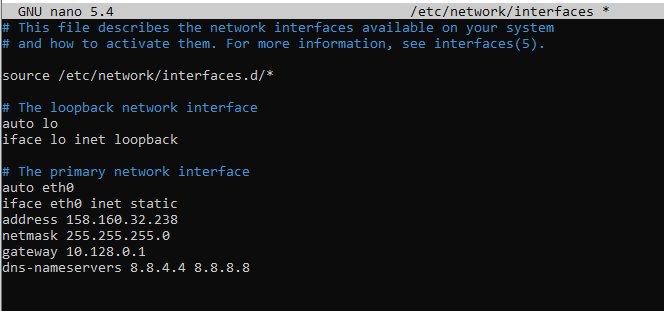 GNU nano 5.4 /etc/network/interfaces *
# This file describes the network interfaces available on your system
# and how to activate them. For more information, see interfaces(5).
source /etc/network/interfaces.d/*
# The loopback network interface
auto lo
iface lo inet loopback
# The primary network interface
auto eth0
iface eth0 inet static
address 158.160.32.238
netmask 255.255.255.0
gateway 10.128.0.1
dns-nameservers 8.8.4.4 8.8.8.8